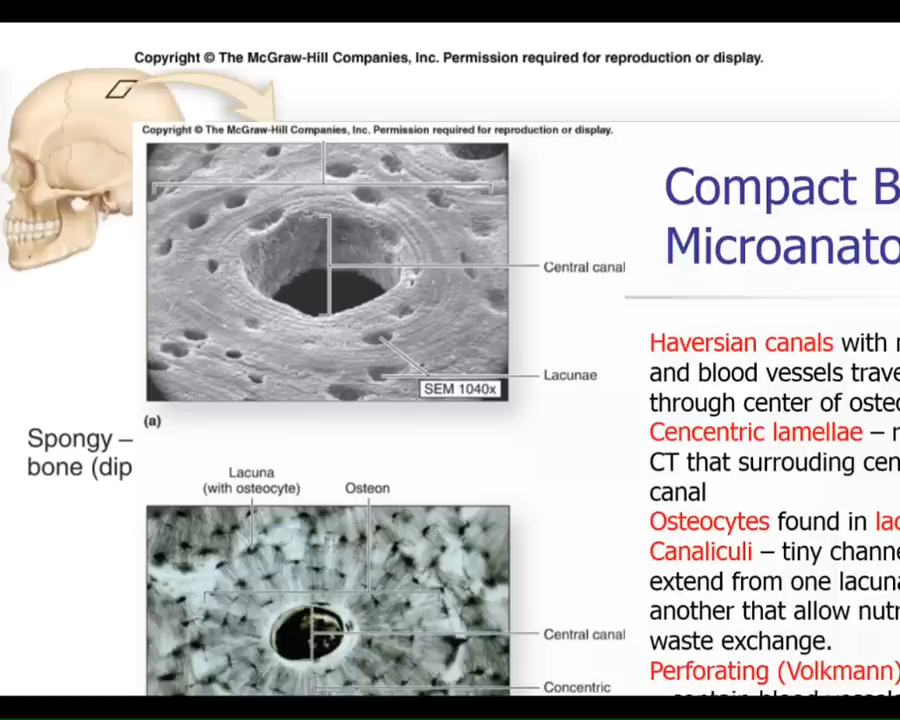 Copyright © The McGraw-Hill Companies, Inc. Permission required for reproduction or display.
Copyright © The McGraw-Hill Companies, Inc. Permission required for reproduction or display.
Central canal
Lacunae
SEM 1040x
(a)
Spongy
bone (dip
Lacuna
(with osteocyte)
Osteon
Central canal
Concentric
Compact B
Microanato
Haversian canals with
and blood vessels trave
through center of osteo
Cencentric lamellae –
CT that surrouding cen
canal
Osteocytes found in lac
Canaliculi – tiny channe
extend from one lacuna
another that allow nutr
waste exchange.
Perforating (Volkmann)